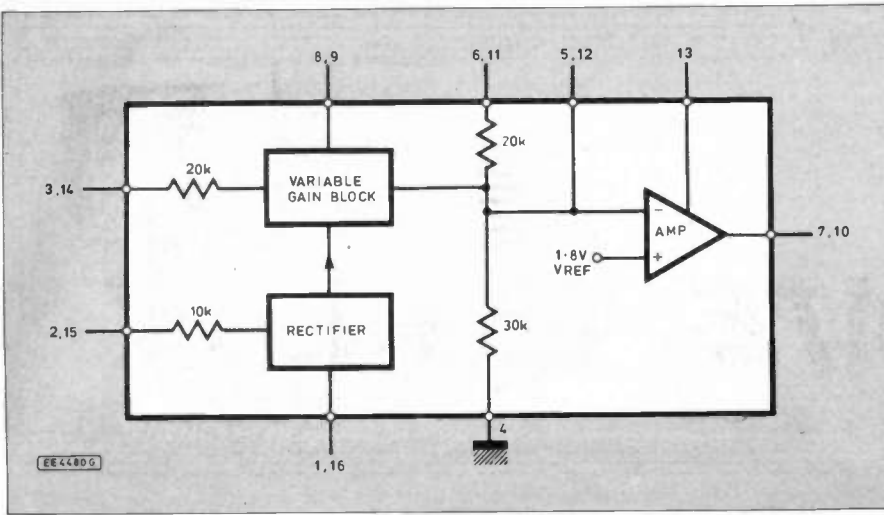 8,9
6,11
5,12
13
20k
20k
3,14
VARIABLE
GAIN BLOCK
AMP
7,10
1·8V
VREF
10k
2,15
RECTIFIER
30k
4
1,16
EE4480G
−
+